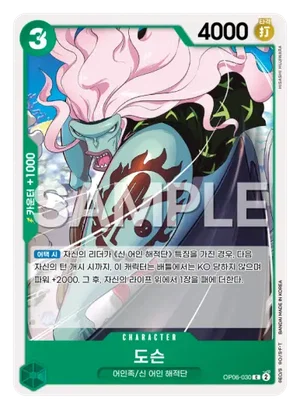 3
4000
打
카운터 +1000
SAMPLE
어택 시 자신의 리더가 《신 어인 해적단》 특징을 가진 경우, 다음
자신의 턴 개시 시까지, 이 캐릭터는 배틀에서는 KO 당하지 않으며
파워 +2000. 그 후, 자신의 라이프 위에서 1장을 패에 더한다.
CHARACTER
도슨
어인족/신 어인 해적단
OP06-030 R 2